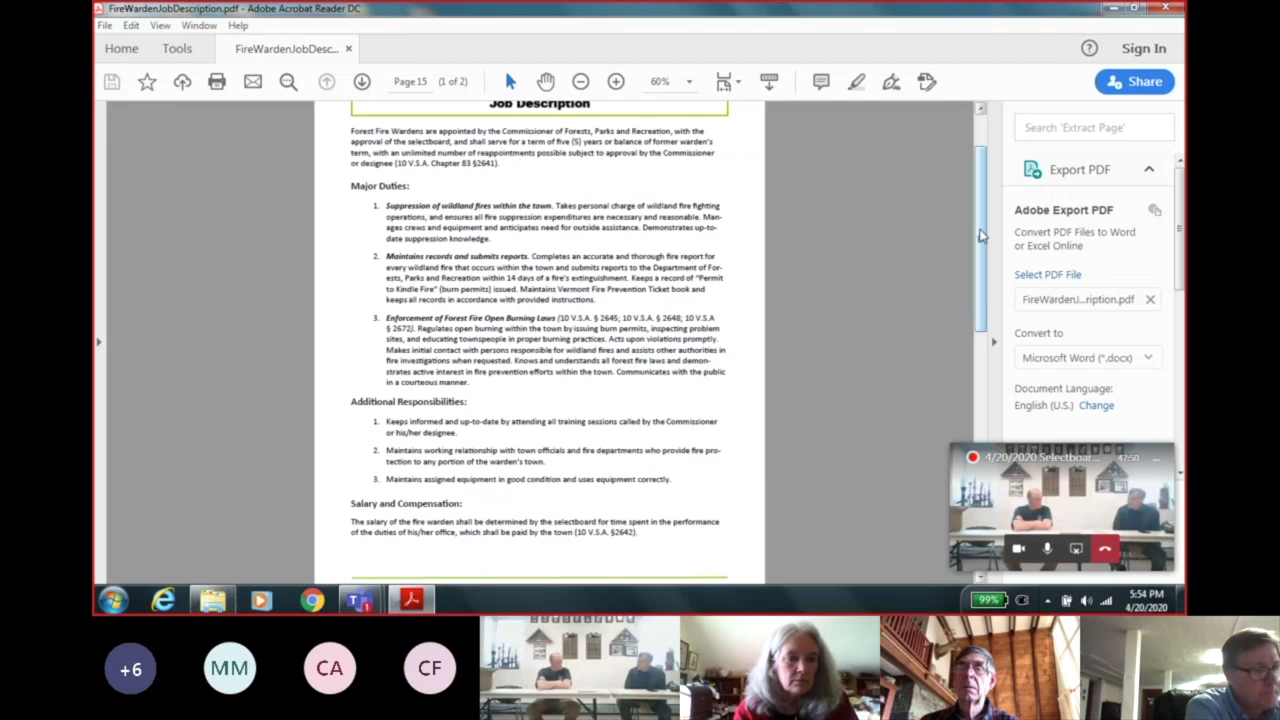 FireWardenJobDescription.pdf - Adobe Acrobat Reader DC
File Edit View Window Help
Home Tools FireWardenJobDesc... × Sign In
Page 15 (1 of 2) 60% Share
Job Description
Forest Fire Wardens are appointed by the Commissioner of Forests, Parks and Recreation, with the
approval of the selectboard, and shall serve for a term of five (5) years or balance of former warden's
term, with an unlimited number of reappointments possible subject to approval by the Commissioner
or designee (10 V.S.A. Chapter 83 §2641).
Major Duties:
1. Suppression of wildland fires within the town. Takes personal charge of wildland fire fighting
operations, and ensures all fire suppression expenditures are necessary and reasonable. Man-
ages crews and equipment and anticipates need for outside assistance. Demonstrates up-to-
date suppression knowledge.
2. Maintains records and submits reports. Completes an accurate and thorough fire report for
every wildland fire that occurs within the town and submits reports to the Department of For-
ests, Parks and Recreation within 14 days of a fire's extinguishment. Keeps a record of "Permit
to Kindle Fire" (burn permits) issued. Maintains Vermont Fire Prevention Ticket book and
keeps all records in accordance with provided instructions.
3. Enforcement of Forest Fire Open Burning Laws (10 V.S.A. § 2645; 10 V.S.A. § 2648; 10 V.S.A
§ 2672). Regulates open burning within the town by issuing burn permits, inspecting problem
sites, and educating townspeople in proper burning practices. Acts upon violations promptly.
Makes initial contact with persons responsible for wildland fires and assists other authorities in
fire investigations when requested. Knows and understands all forest fire laws and demon-
strates active interest in fire prevention efforts within the town. Communicates with the public
in a courteous manner.
Additional Responsibilities:
1. Keeps informed and up-to-date by attending all training sessions called by the Commissioner
or his/her designee.
2. Maintains working relationship with town officials and fire departments who provide fire pro-
tection to any portion of the warden's town.
3. Maintains assigned equipment in good condition and uses equipment correctly.
Salary and Compensation:
The salary of the fire warden shall be determined by the selectboard for time spent in the performance
of the duties of his/her office, which shall be paid by the town (10 V.S.A. §2642).
Search 'Extract Page'
Export PDF
Adobe Export PDF
Convert PDF Files to Word
or Excel Online
Select PDF File
FireWardenJ...ription.pdf
Convert to
Microsoft Word (*.docx)
Document Language:
English (U.S.) Change
4/20/2020 Selectboar... 47:50 ...
99% 5:54 PM
4/20/2020
+6 MM CA CF